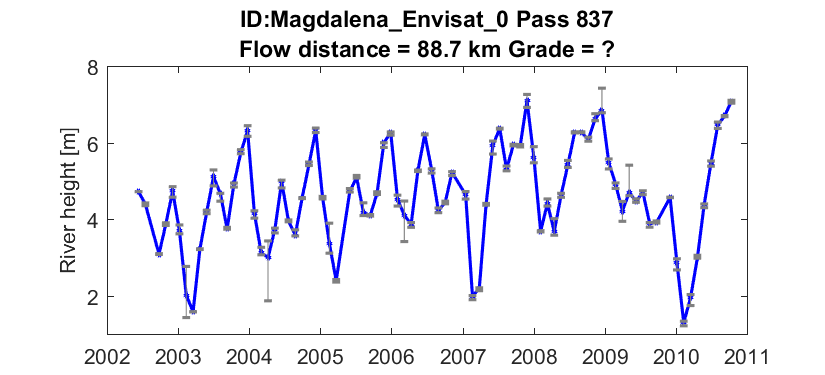 ID:Magdalena_Envisat_0 Pass 837
Flow distance = 88.7 km Grade = ?
8
6
4
2
River height [m]
2002 2003 2004 2005 2006 2007 2008 2009 2010 2011